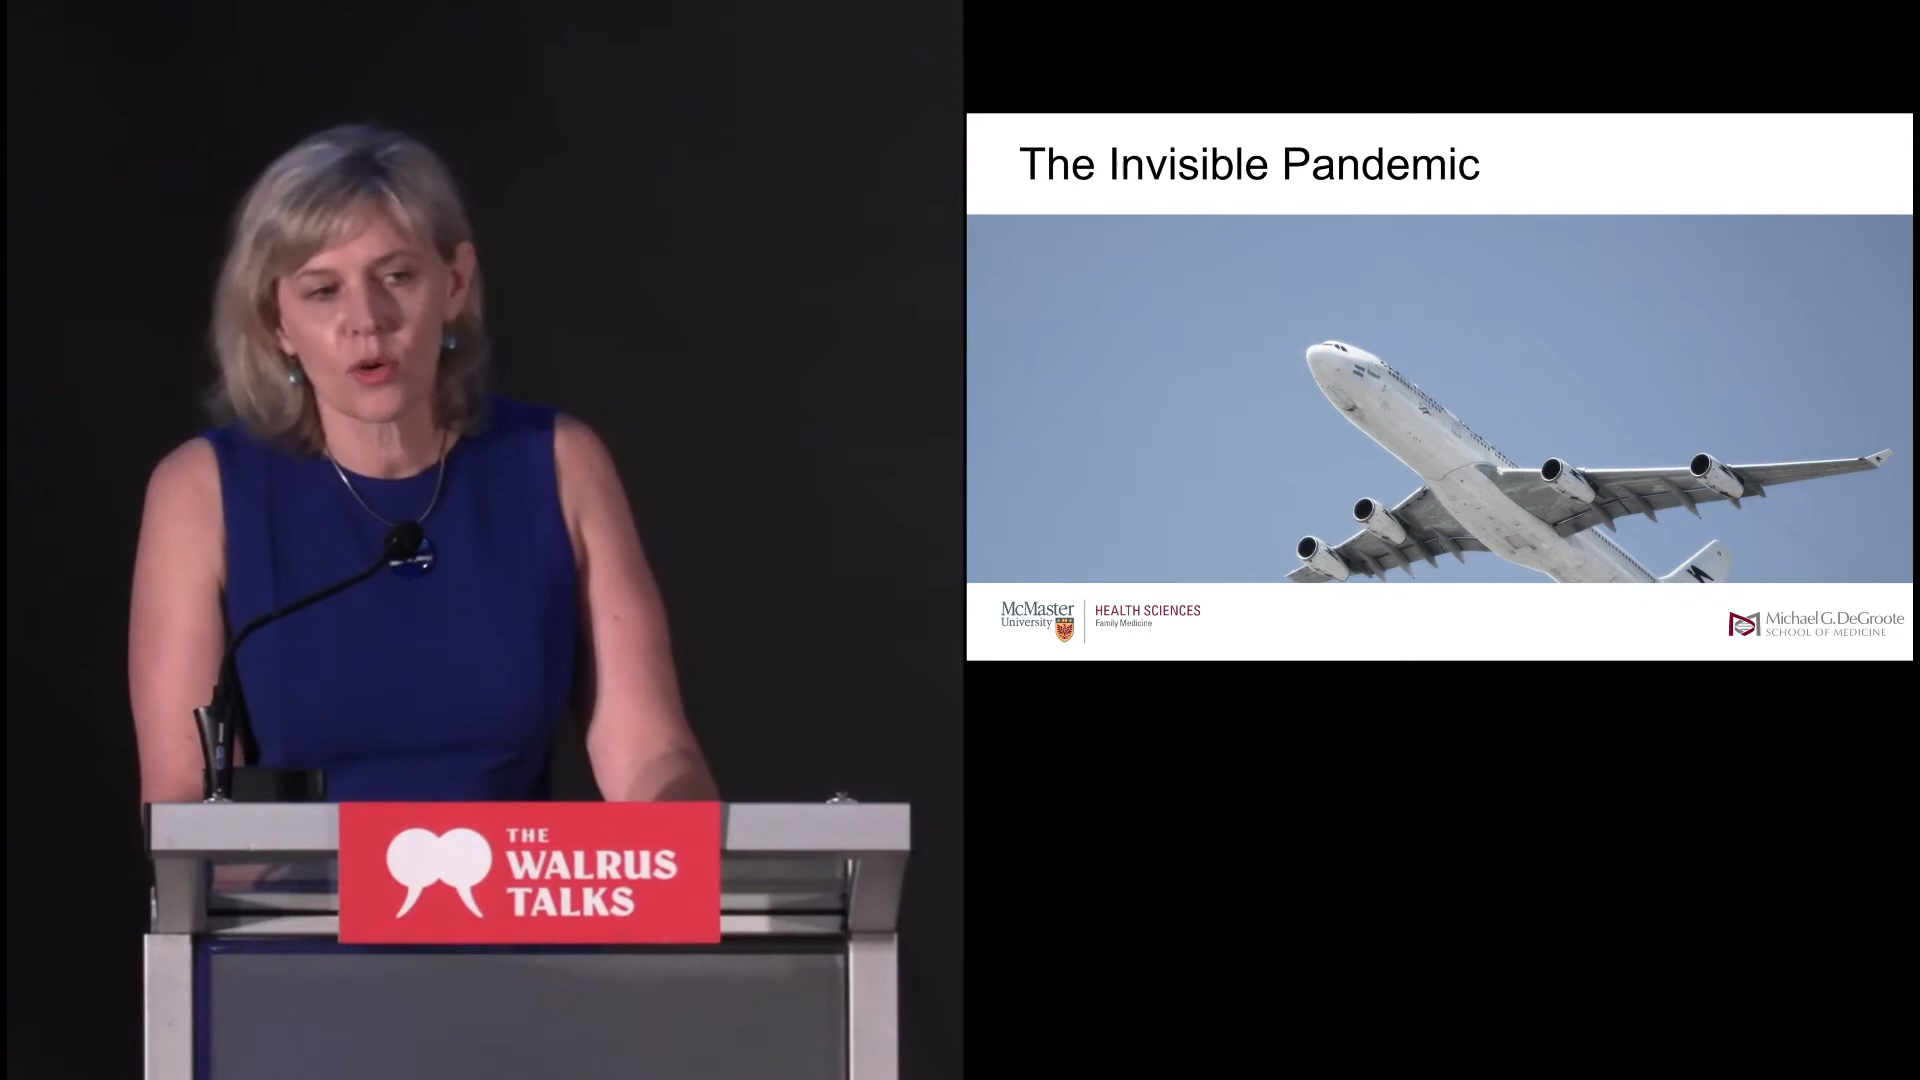 The Invisible Pandemic
McMaster
University
HEALTH SCIENCES
Family Medicine
Michael G. DeGroote
SCHOOL OF MEDICINE
THE
WALRUS
TALKS